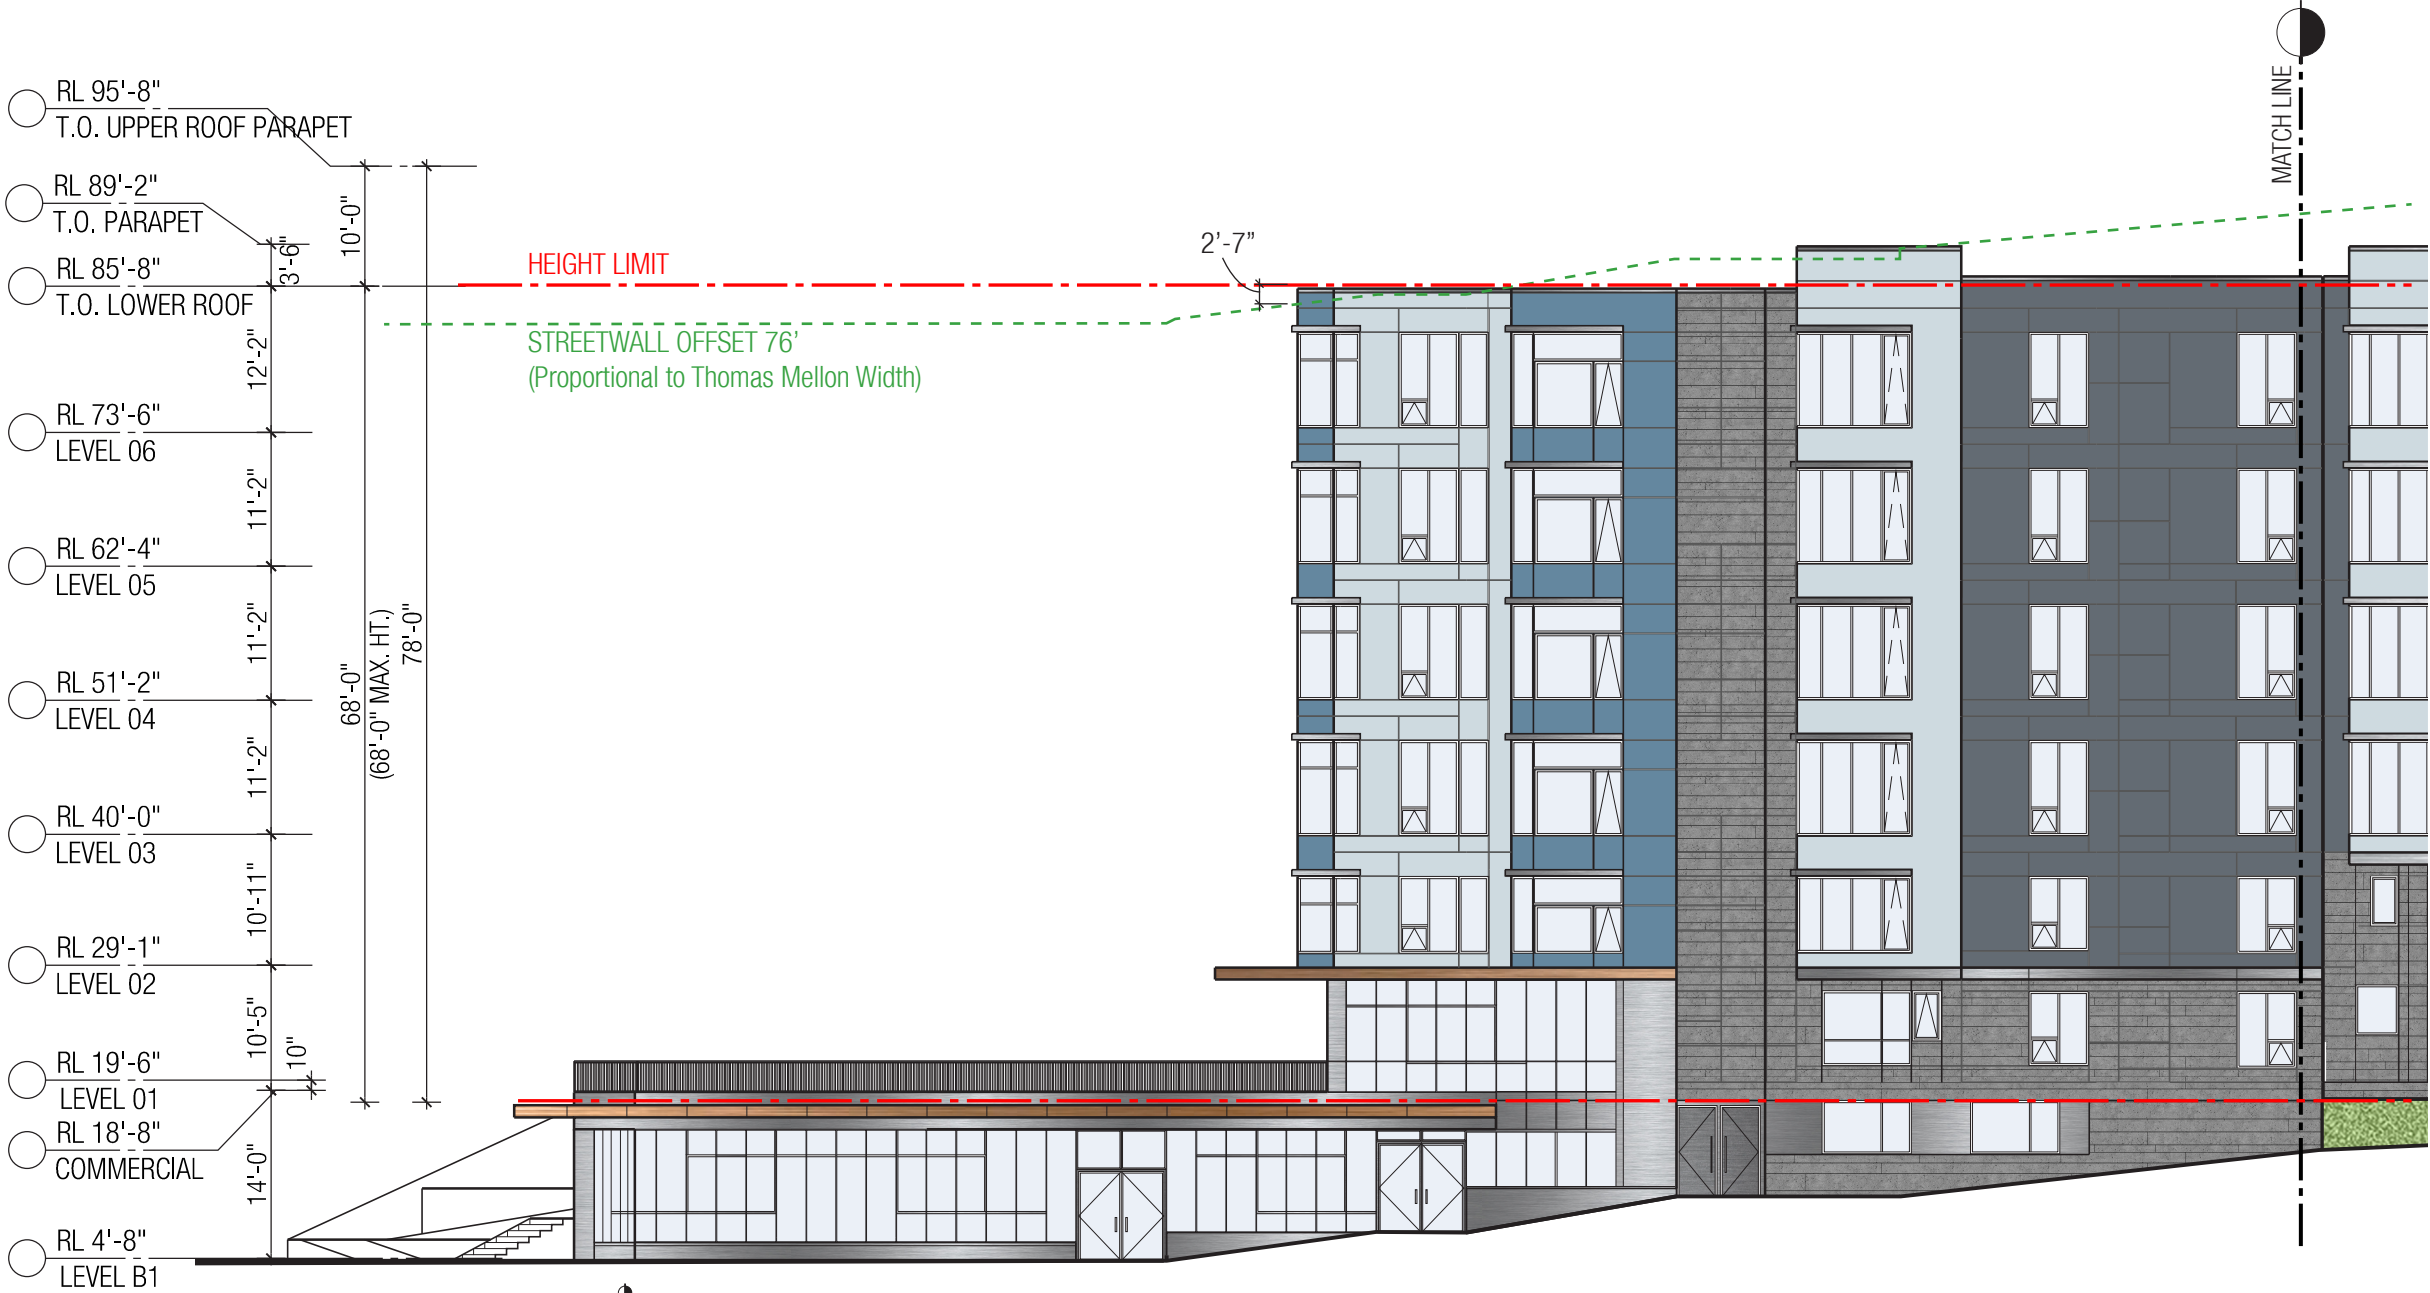 RL 95'-8"
T.O. UPPER ROOF PARAPET
RL 89'-2"
T.O. PARAPET
RL 85'-8"
T.O. LOWER ROOF
RL 73'-6"
LEVEL 06
RL 62'-4"
LEVEL 05
RL 51'-2"
LEVEL 04
RL 40'-0"
LEVEL 03
RL 29'-1"
LEVEL 02
RL 19'-6"
LEVEL 01
RL 18'-8"
COMMERCIAL
RL 4'-8"
LEVEL B1
3'-6"
12'-2"
11'-2"
11'-2"
11'-2"
10'-11"
10'-5"
10"
14'-0"
10'-0"
68'-0"
(68'-0" MAX. HT.)
78'-0"
HEIGHT LIMIT
STREETWALL OFFSET 76’
(Proportional to Thomas Mellon Width)
2’-7”
MATCH LINE